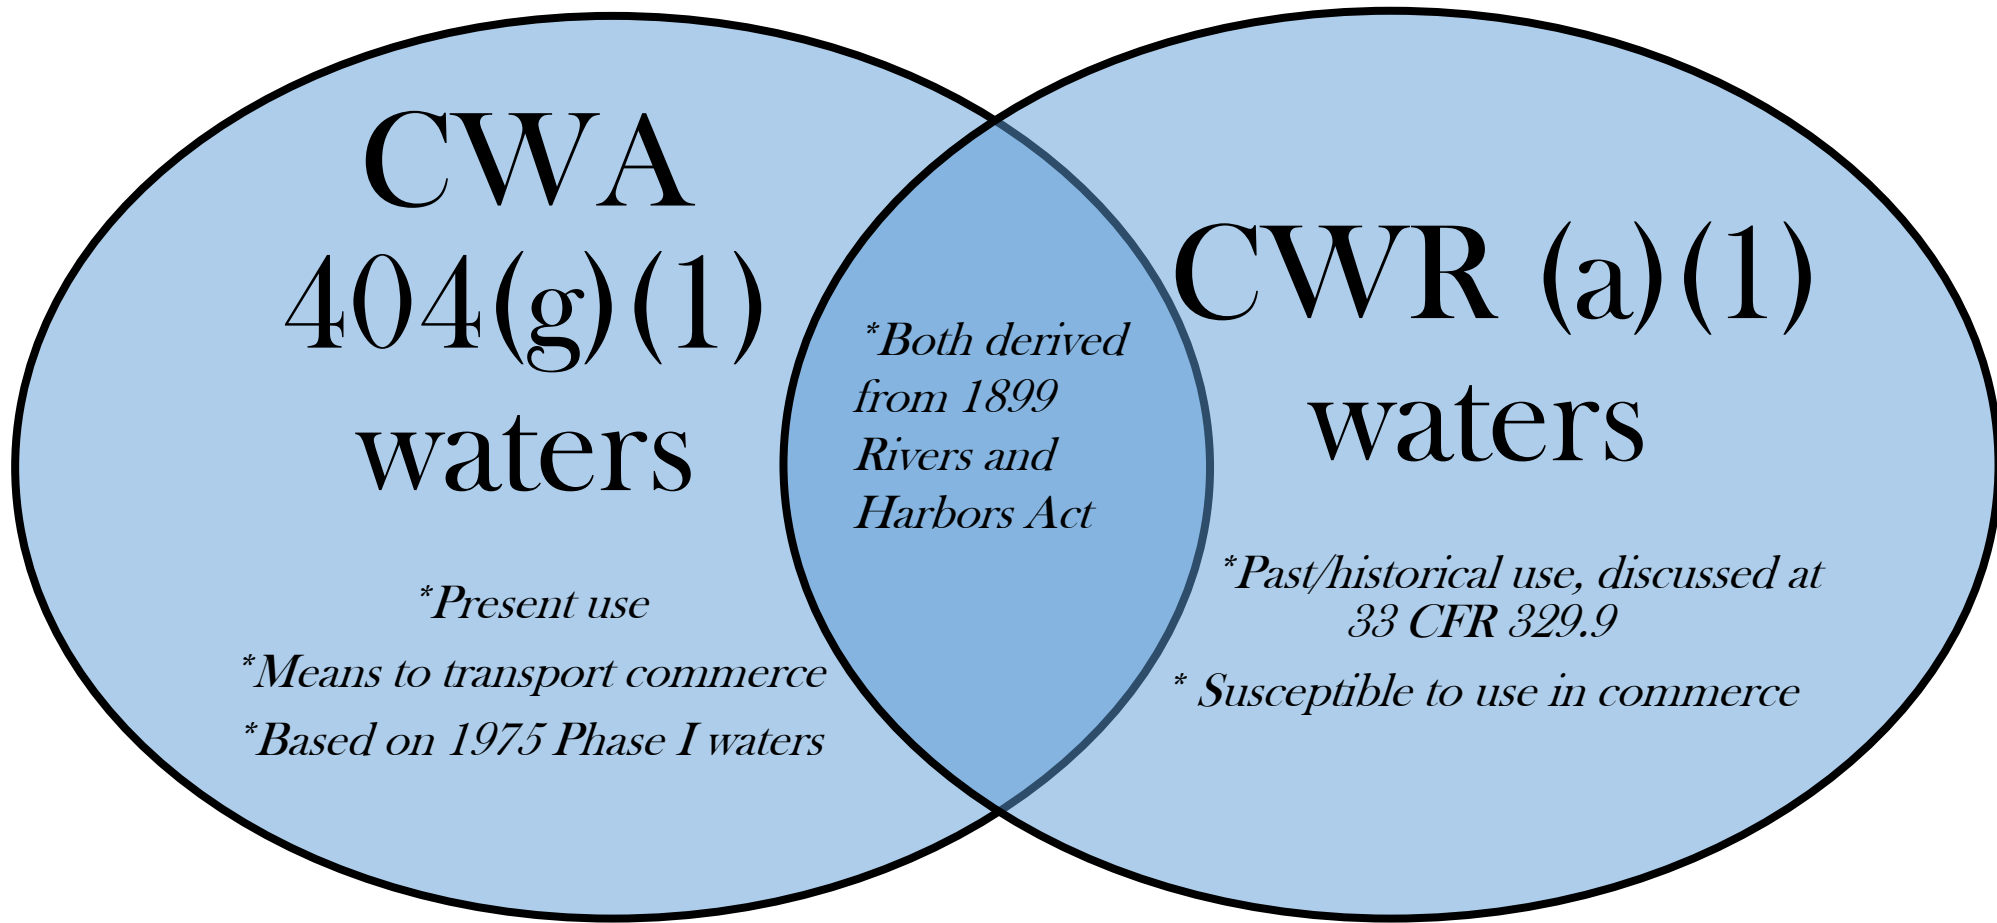 CWA
404(g)(1)
waters
*Present use
*Means to transport commerce
*Based on 1975 Phase I waters
*Both derived
from 1899
Rivers and
Harbors Act
CWR (a)(1)
waters
*Past/historical use, discussed at
33 CFR 329.9
* Susceptible to use in commerce